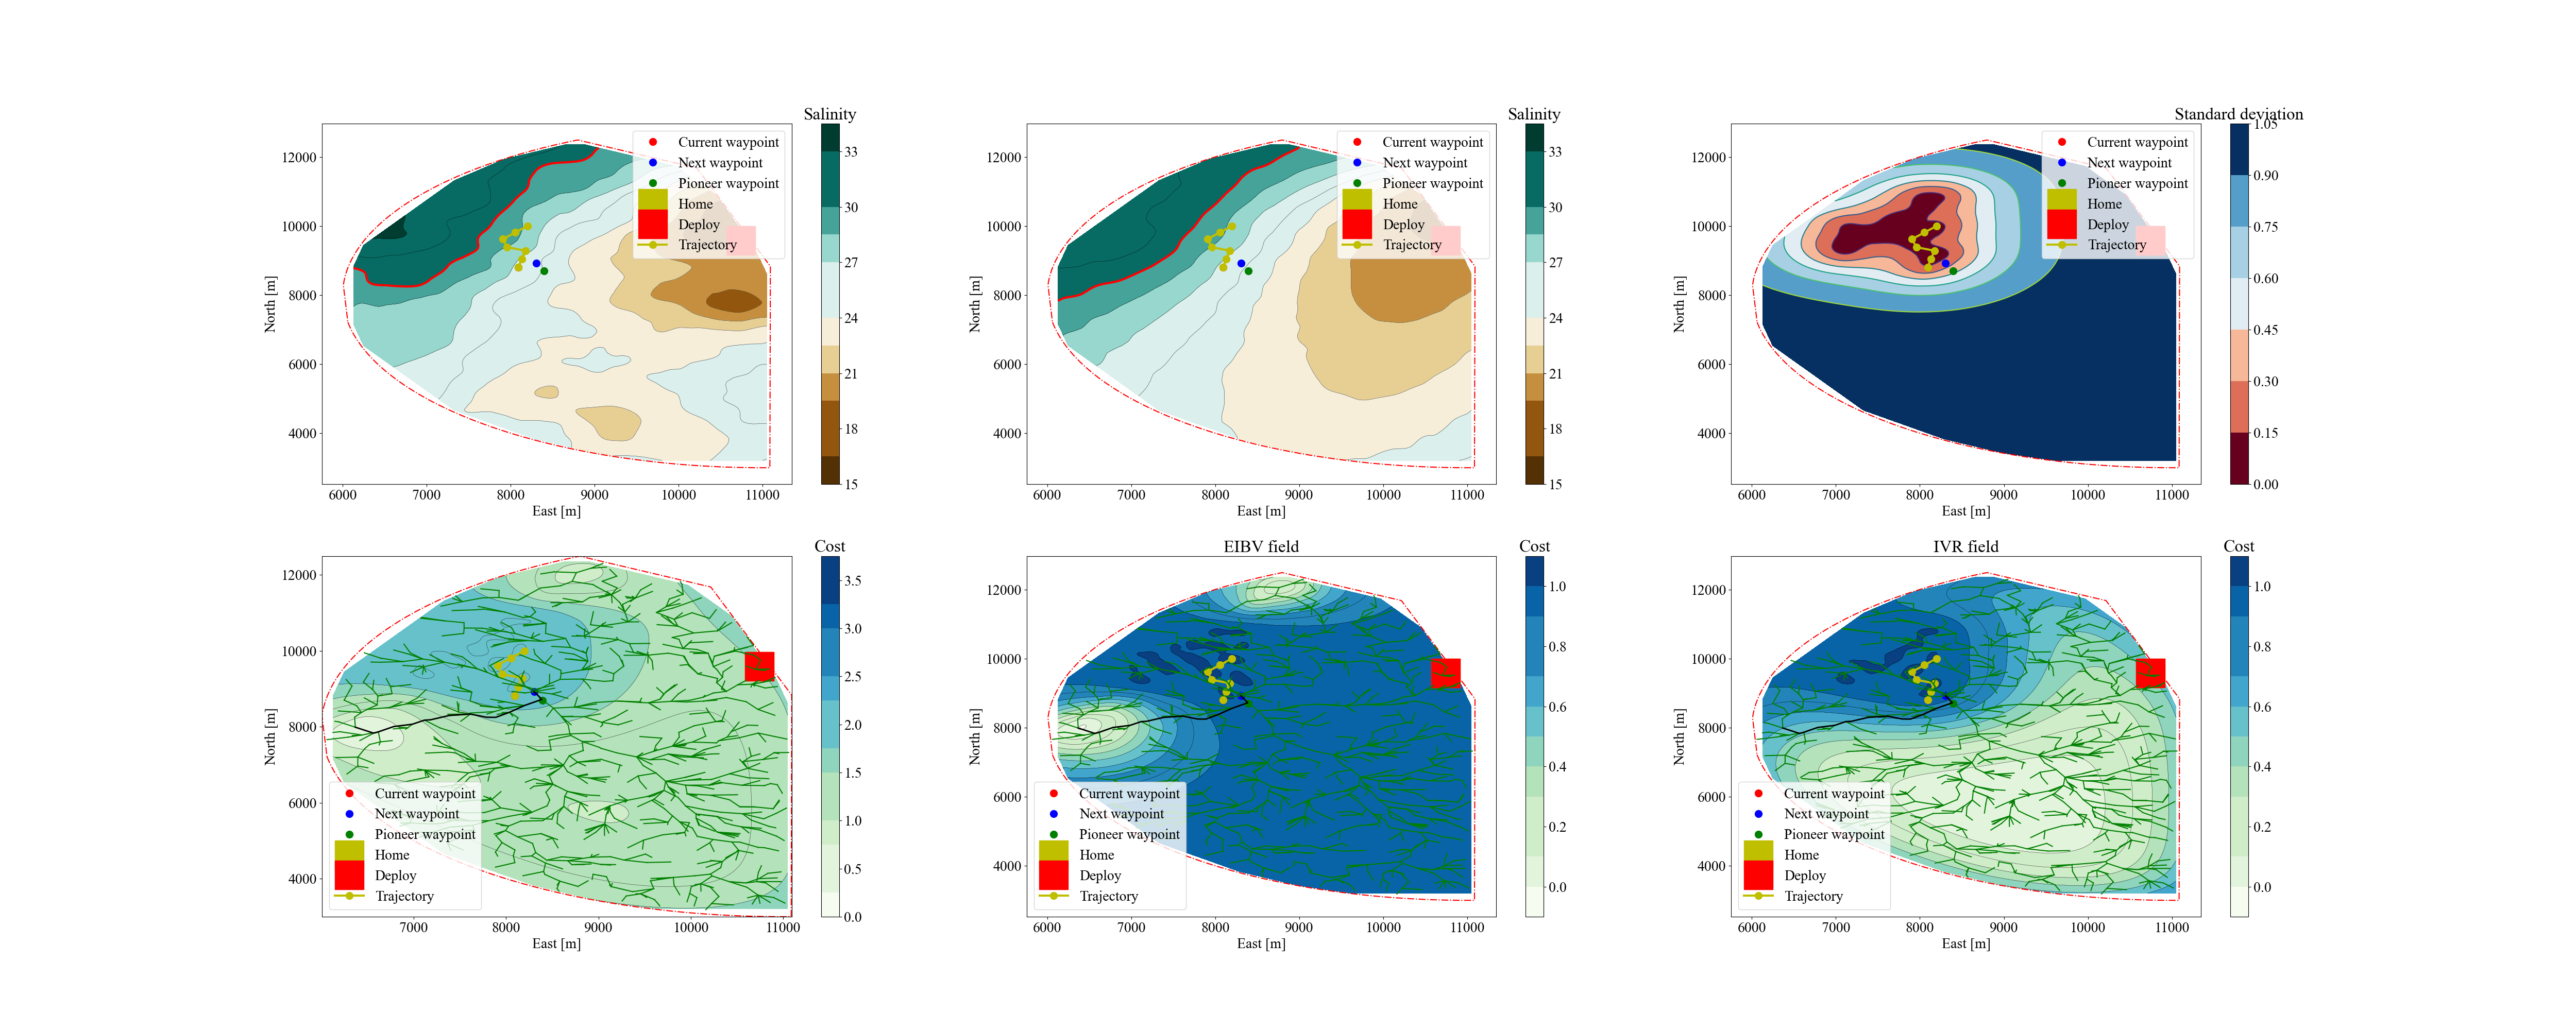 Salinity
12000
10000
8000
6000
4000
North [m]
6000 7000 8000 9000 10000 11000
East [m]
Current waypoint
Next waypoint
Pioneer waypoint
Home
Deploy
Trajectory
33
30
27
24
21
18
15
Salinity
12000
10000
8000
6000
4000
North [m]
6000 7000 8000 9000 10000 11000
East [m]
Current waypoint
Next waypoint
Pioneer waypoint
Home
Deploy
Trajectory
33
30
27
24
21
18
15
Standard deviation
12000
10000
8000
6000
4000
North [m]
6000 7000 8000 9000 10000 11000
East [m]
Current waypoint
Next waypoint
Pioneer waypoint
Home
Deploy
Trajectory
1.05
0.90
0.75
0.60
0.45
0.30
0.15
0.00
Cost
12000
10000
8000
6000
4000
North [m]
7000 8000 9000 10000 11000
East [m]
Current waypoint
Next waypoint
Pioneer waypoint
Home
Deploy
Trajectory
3.5
3.0
2.5
2.0
1.5
1.0
0.5
0.0
EIBV field
Cost
12000
10000
8000
6000
4000
North [m]
6000 7000 8000 9000 10000 11000
East [m]
Current waypoint
Next waypoint
Pioneer waypoint
Home
Deploy
Trajectory
1.0
0.8
0.6
0.4
0.2
0.0
IVR field
Cost
12000
10000
8000
6000
4000
North [m]
6000 7000 8000 9000 10000 11000
East [m]
Current waypoint
Next waypoint
Pioneer waypoint
Home
Deploy
Trajectory
1.0
0.8
0.6
0.4
0.2
0.0